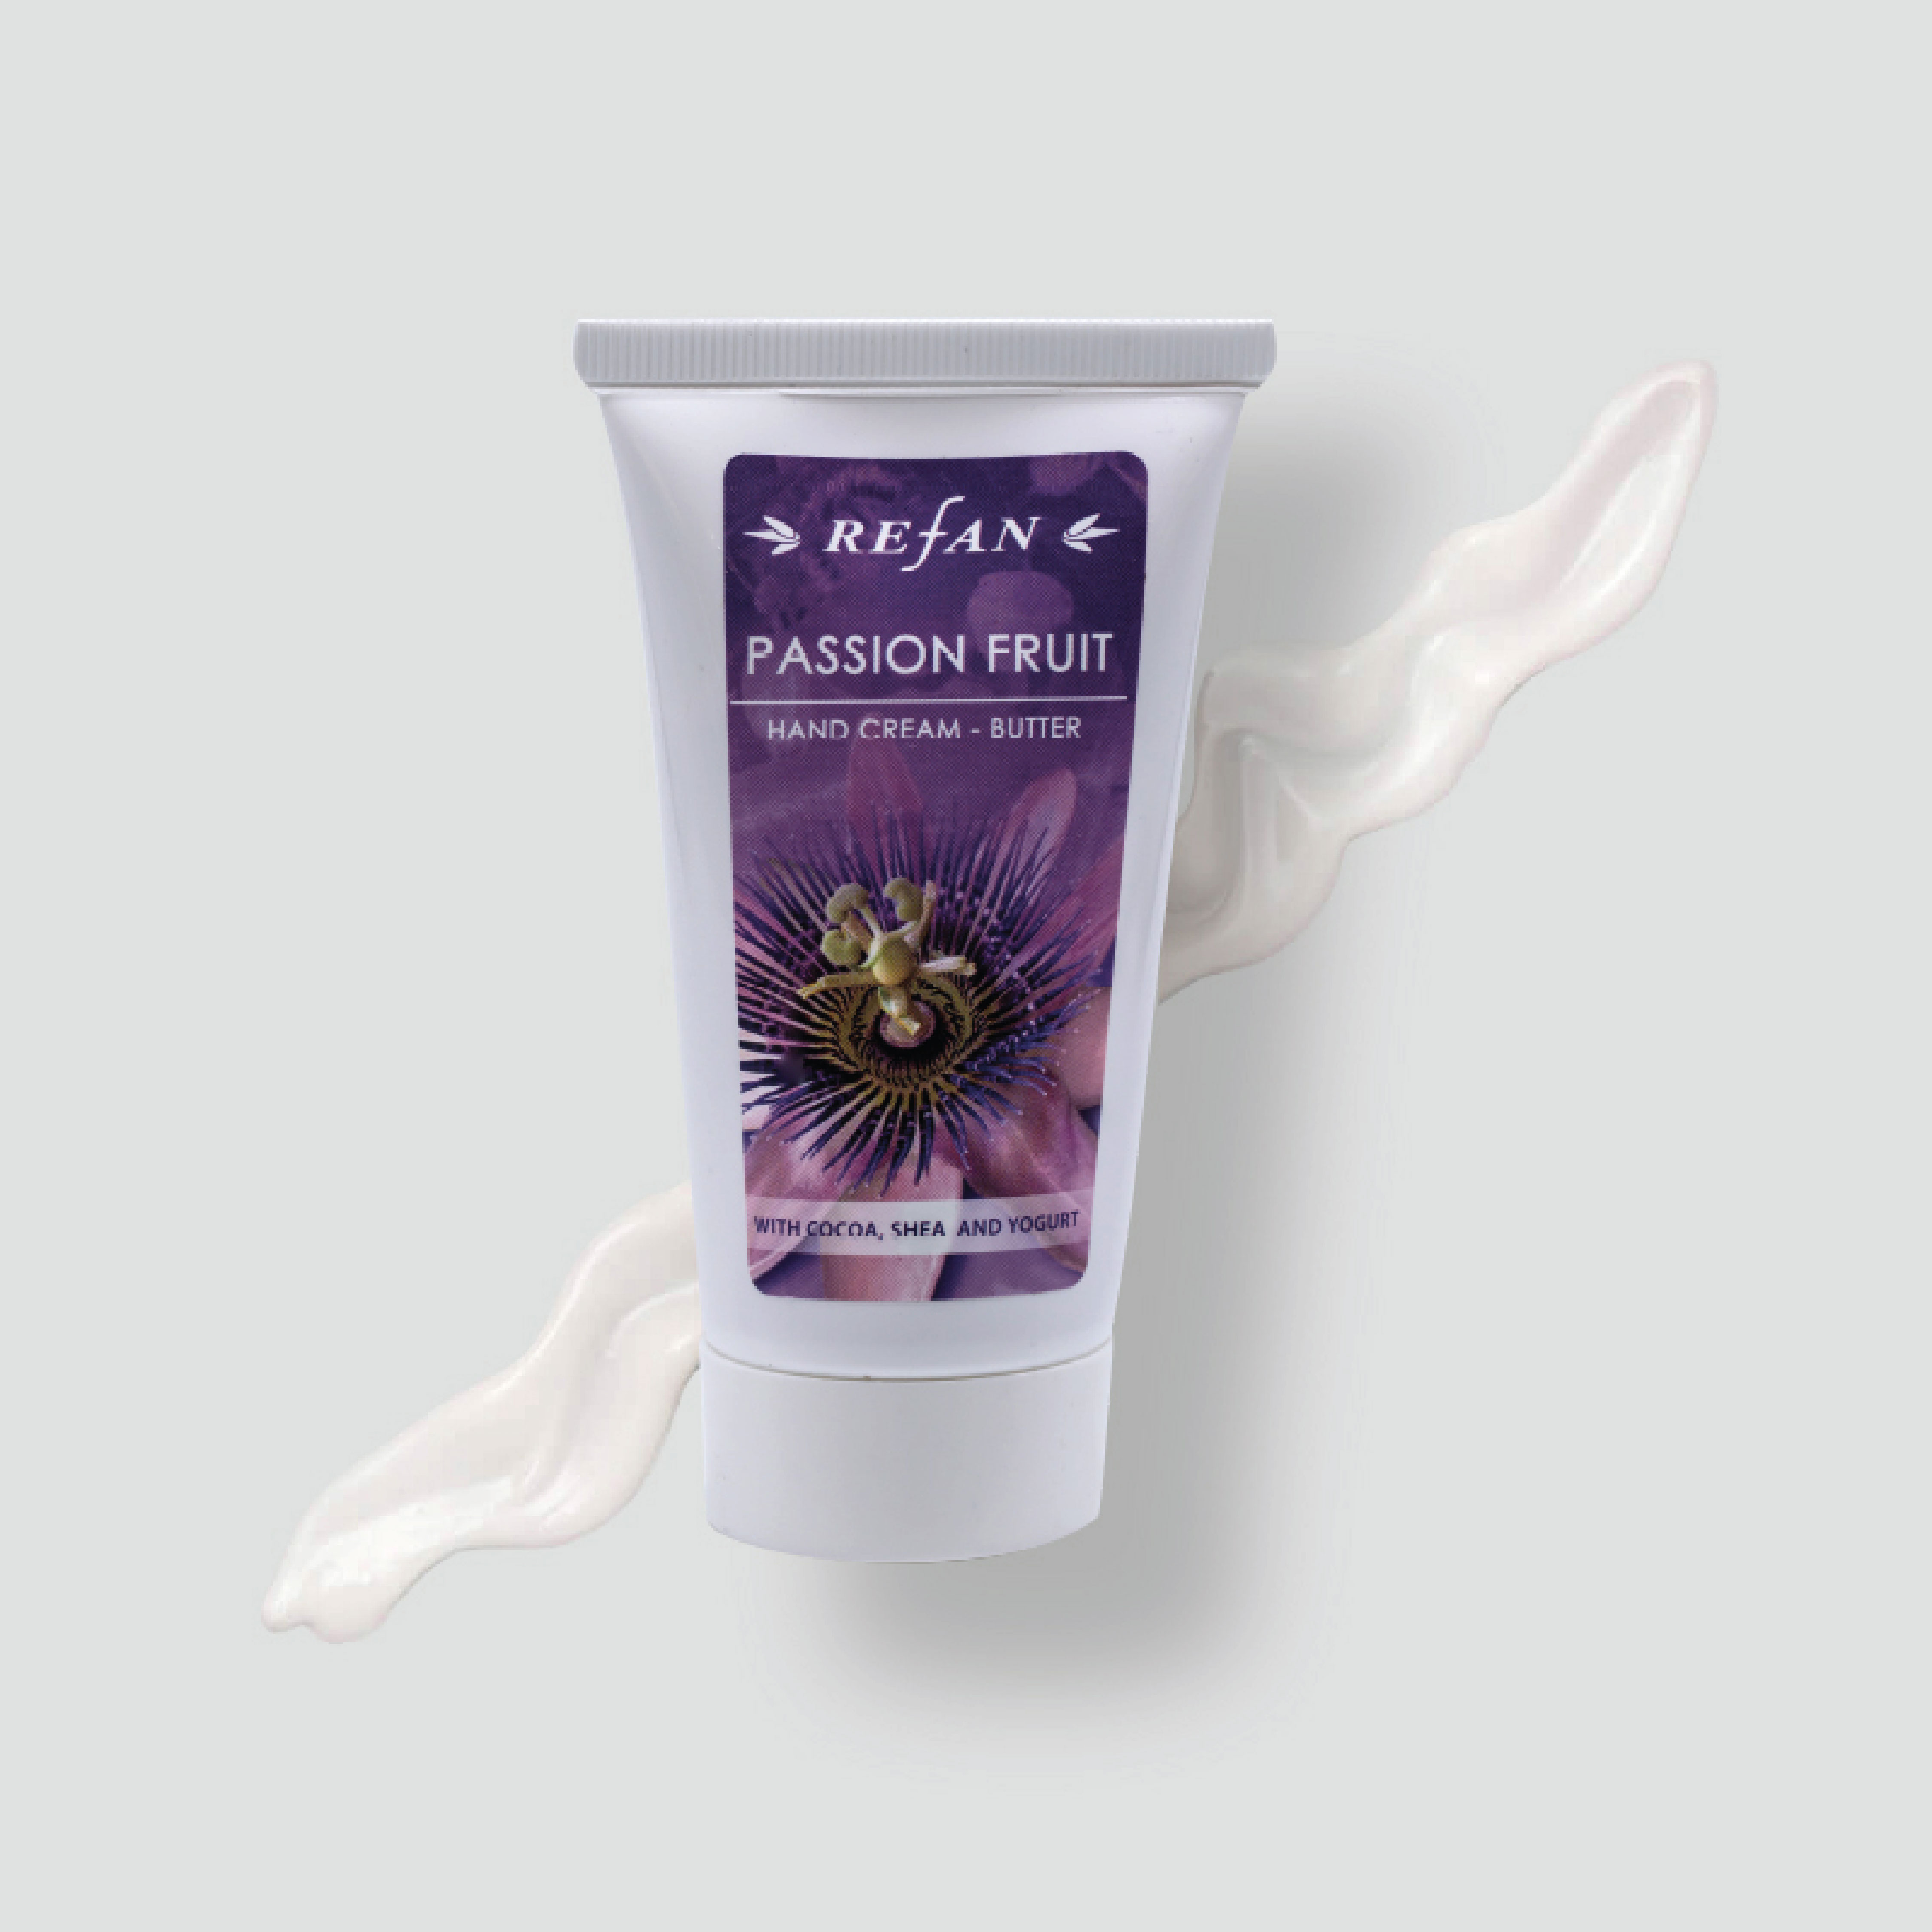 REFAN
PASSION FRUIT
HAND CREAM - BUTTER
WITH COCOA, SHEA AND YOGURT